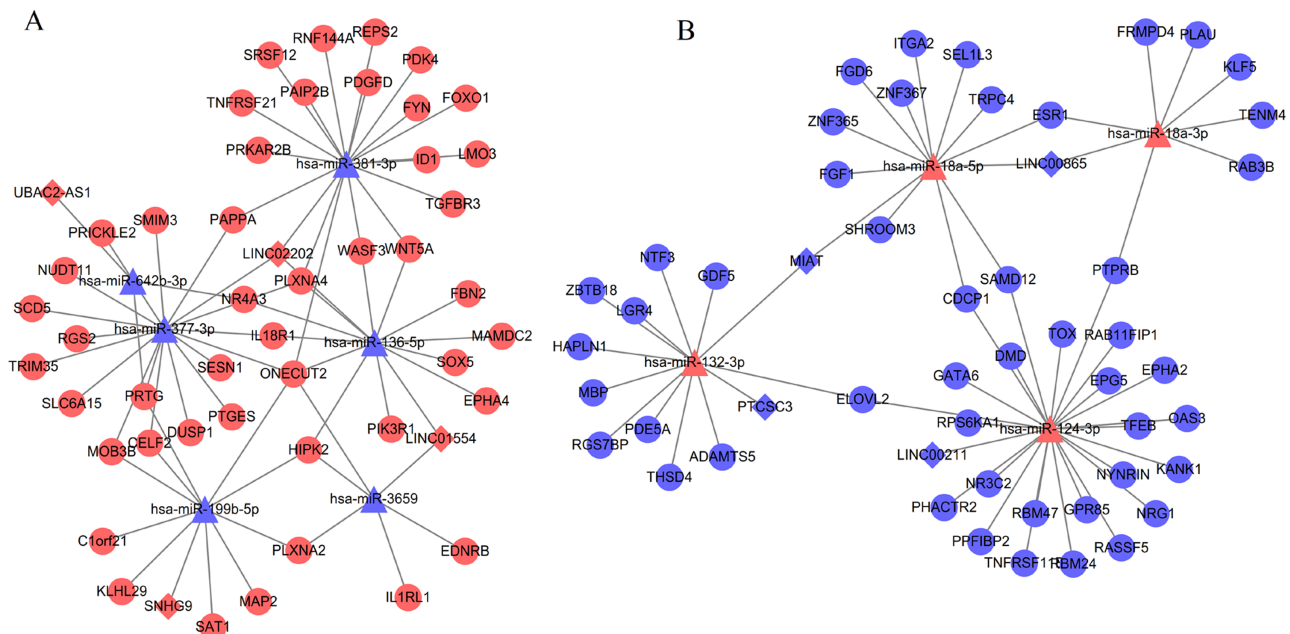 A
REPS2
RNF144A
SRSF12
PDK4
PAIP2B
PDGFD
TNFRSF21
FYN
FOXO1
PRKAR2B
ID1
LMO3
hsa-miR-381-3p
UBAC2-AS1
TGFBR3
SMIM3
PAPPA
PRICKLE2
LINC02202
WASF3
WNT5A
NUDT11
hsa-miR-642b-3p
PLXNA4
NR4A3
FBN2
SCD5
hsa-miR-377-3p
IL18R1
RGS2
hsa-miR-136-5p
MAMDC2
TRIM35
SESN1
ONECUT2
SOX5
SLC6A15
PRTG
PTGES
EPHA4
PIK3R1
DUSP1
CELF2
LINC01554
MOB3B
HIPK2
hsa-miR-199b-5p
hsa-miR-3659
C1orf21
PLXNA2
EDNRB
KLHL29
SNHG9
MAP2
IL1RL1
SAT1
B
FRMPD4
PLAU
ITGA2
SEL1L3
FGD6
KLF5
ZNF367
TRPC4
ZNF365
ESR1
TENM4
hsa-miR-18a-3p
hsa-miR-18a-5p
LINC00865
RAB3B
FGF1
SHROOM3
MIAT
NTF3
GDF5
SAMD12
PTPRB
ZBTB18
CDCP1
LGR4
TOX
RAB11FIP1
HAPLN1
hsa-miR-132-3p
DMD
GATA6
EPG5
EPHA2
MBP
PTCSC3
ELOVL2
RPS6KA1
OAS3
PDE5A
hsa-miR-124-3p
TFEB
RGS7BP
ADAMTS5
LINC00211
KANK1
THSD4
NR3C2
NYNRIN
PHACTR2
RBM47
GPR85
NRG1
PPFIBP2
RASSF5
RBM24